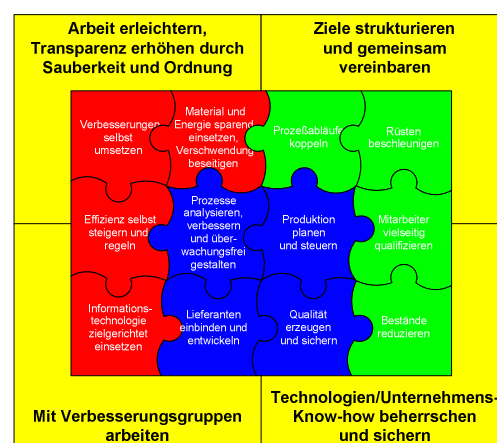 Arbeit erleichtern,
Transparenz erhöhen durch
Sauberkeit und Ordnung
Ziele strukturieren
und gemeinsam
vereinbaren
Verbesserungen
selbst
umsetzen
Material und
Energie sparend
einsetzen,
Verschwendung
beseitigen
Prozeßabläufe
koppeln
Rüsten
beschleunigen
Effizienz selbst
steigern und
regeln
Prozesse
analysieren,
verbessern
und über-
wachungsfrei
gestalten
Produktion
planen
und steuern
Mitarbeiter
vielseitig
qualifizieren
Informations-
technologie
zielgerichtet
einsetzen
Lieferanten
einbinden und
entwickeln
Qualität
erzeugen
und sichern
Bestände
reduzieren
Mit Verbesserungsgruppen
arbeiten
Technologien/Unternehmens-
Know-how beherrschen
und sichern